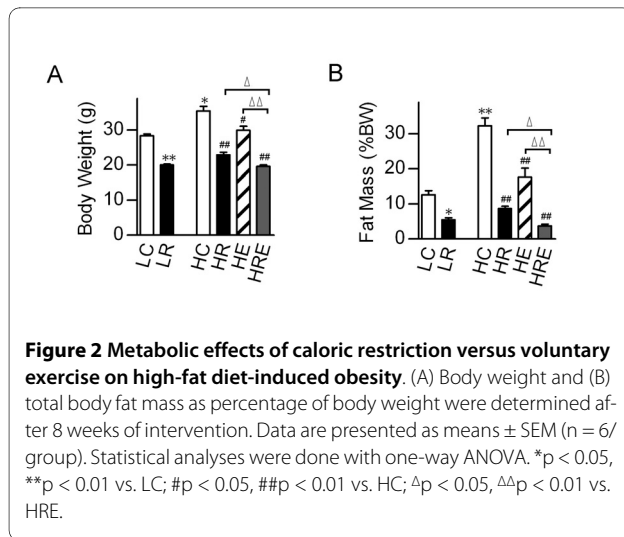 A
B
Δ
ΔΔ
*
**
##
#
##
Body Weight (g)
30
20
10
0
LC
LR
HC
HR
HE
HRE
Δ
ΔΔ
**
*
##
##
##
Fat Mass (%BW)
30
20
10
0
LC
LR
HC
HR
HE
HRE
Figure 2 Metabolic effects of caloric restriction versus voluntary
exercise on high-fat diet-induced obesity. (A) Body weight and (B)
total body fat mass as percentage of body weight were determined af-
ter 8 weeks of intervention. Data are presented as means ± SEM (n = 6/
group). Statistical analyses were done with one-way ANOVA. *p < 0.05,
**p < 0.01 vs. LC; #p < 0.05, ##p < 0.01 vs. HC; Δp < 0.05, ΔΔp < 0.01 vs.
HRE.